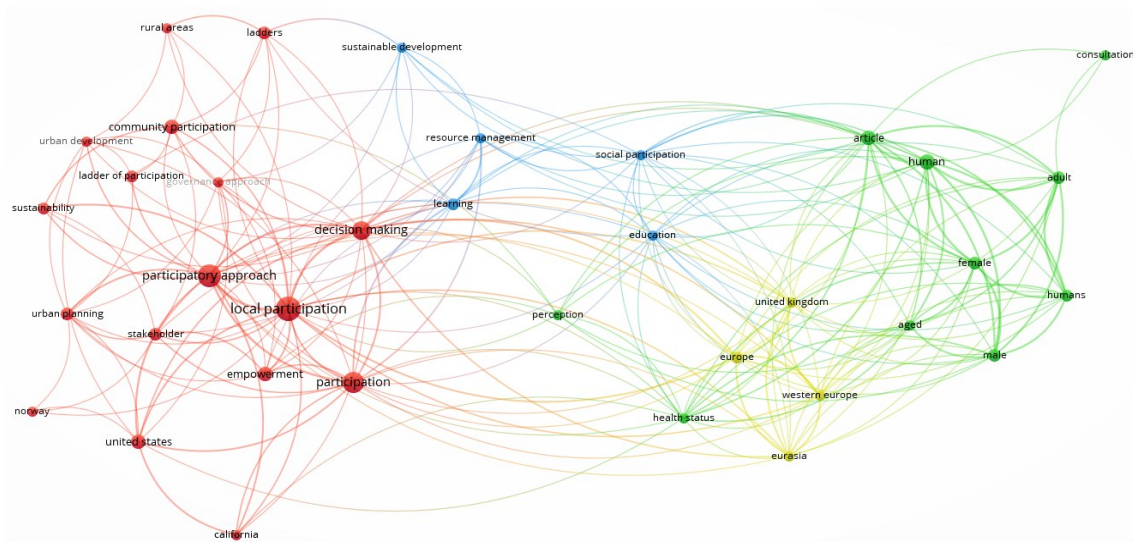 rural areas
ladders
sustainable development
consultation
community participation
urban development
resource management
article
social participation
human
ladder of participation
governance approach
adult
sustainability
learning
decision making
education
female
participatory approach
humans
united kingdom
local participation
urban planning
perception
aged
stakeholder
europe
male
empowerment
participation
western europe
norway
health status
united states
eurasia
california